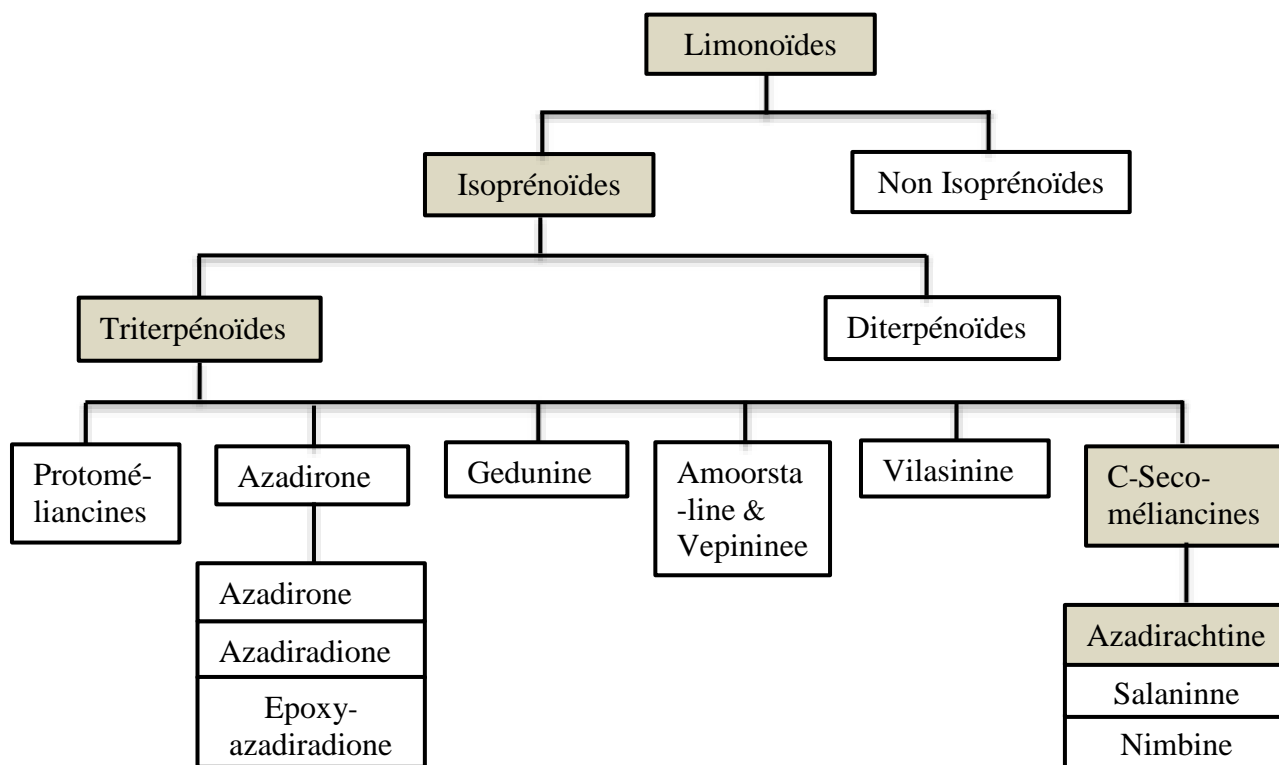 Limonoïdes
Isoprénoïdes
Non Isoprénoïdes
Triterpénoïdes
Diterpénoïdes
Protomé-
liancines
Azadirone
Gedunine
Amoorsta
-line &
Vepininee
Vilasinine
C-Seco-
méliancines
Azadirone
Azadiradione
Epoxy-
azadiradione
Azadirachtine
Salaninne
Nimbine